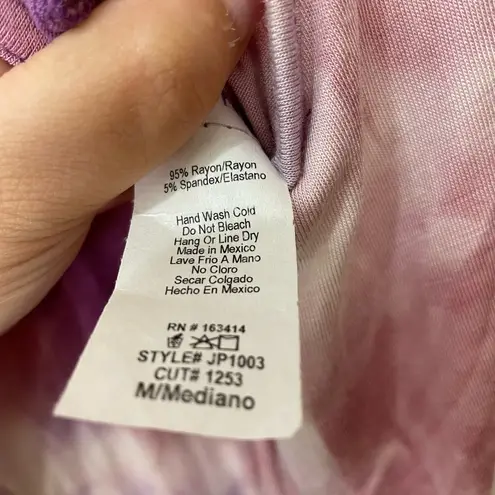 95% Rayon/Rayon
5% Spandex/Elastano
Hand Wash Cold
Do Not Bleach
Hang Or Line Dry
Made in Mexico
Lave Frio A Mano
No Cloro
Secar Colgado
Hecho En Mexico
RN # 163414
STYLE# JP1003
CUT# 1253
M/Mediano